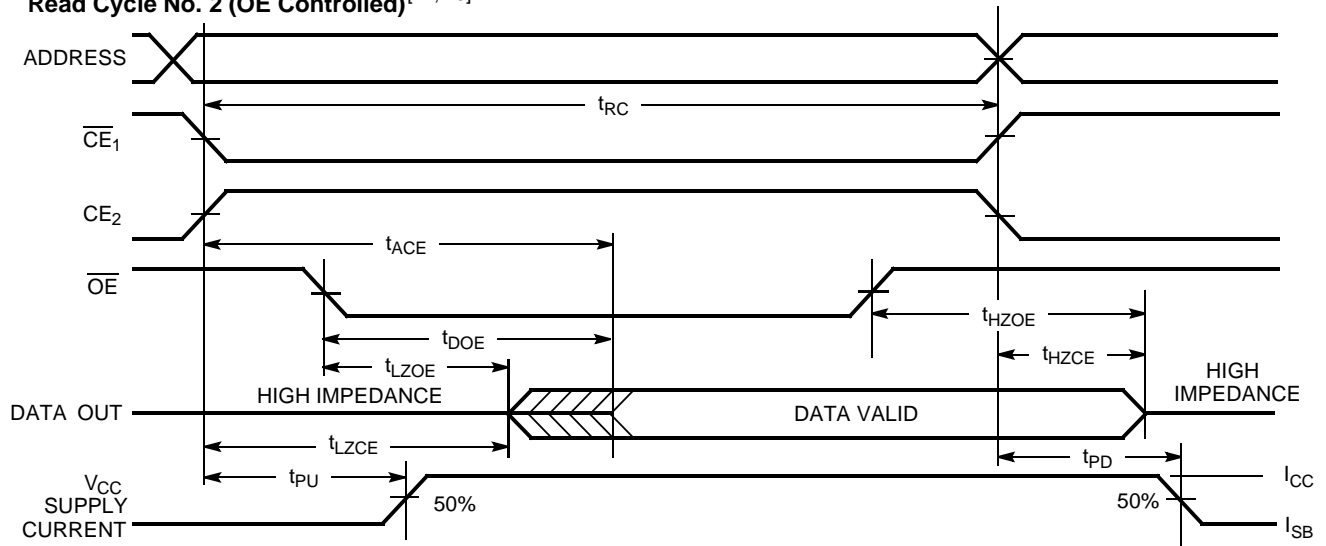 Read Cycle No. 2 (OE Controlled)
ADDRESS
tRC
CE1
CE2
tACE
OE
tHZOE
tDOE
tHZCE
tLZOE
HIGH IMPEDANCE
HIGH
IMPEDANCE
DATA OUT
DATA VALID
tLZCE
tPU
tPD
VCC
SUPPLY
CURRENT
50%
50%
ICC
ISB